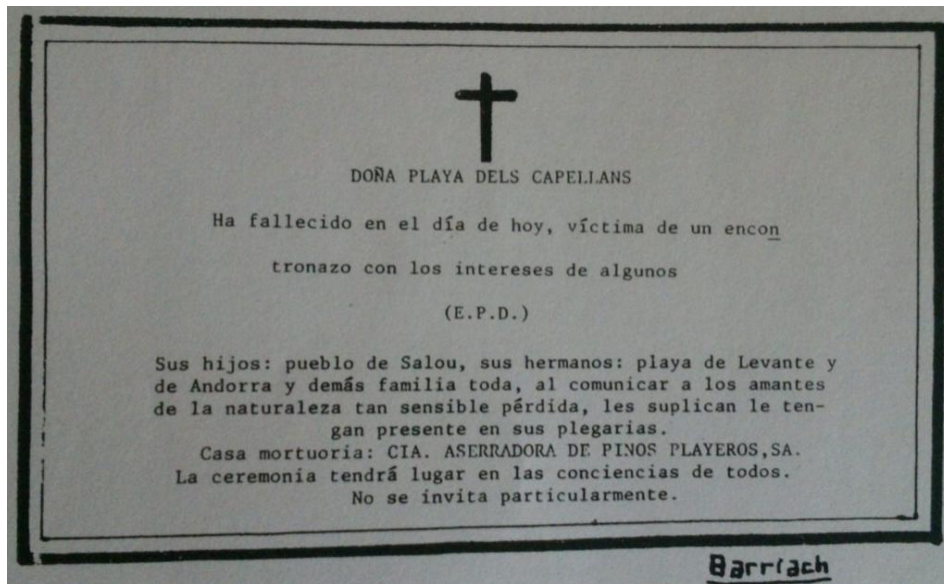 DOÑA PLAYA DELS CAPELLANS
Ha fallecido en el día de hoy, víctima de un encon
tronazo con los intereses de algunos
(E.P.D.)
Sus hijos: pueblo de Salou, sus hermanos: playa de Levante y
de Andorra y demás familia toda, al comunicar a los amantes
de la naturaleza tan sensible pérdida, les suplican le ten-
gan presente en sus plegarias.
Casa mortuoria: CIA. ASERRADORA DE PINOS PLAYEROS,SA.
La ceremonia tendrá lugar en las conciencias de todos.
No se invita particularmente.
Barriach